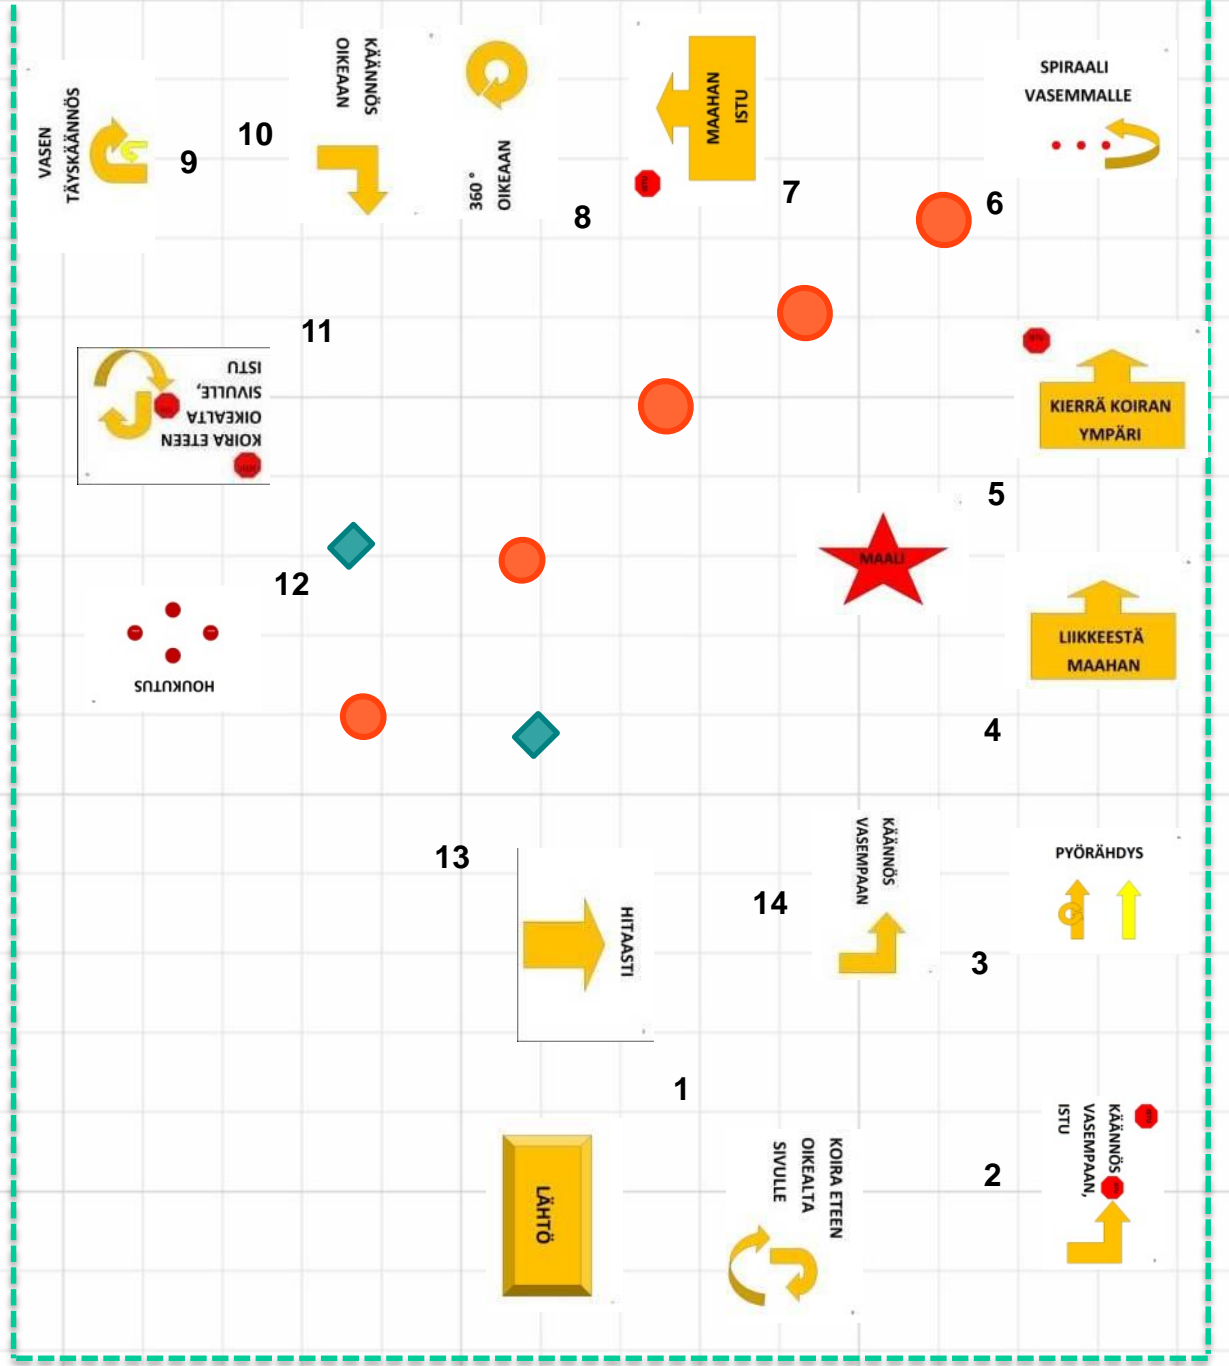 SPIRAALI
VASEMMALLE
6
ISTU
MAAHAN
7
360°
OIKEAAN
8
KÄÄNNÖS
OIKEAAN
10
VASEN
TÄYSKÄÄNNÖS
9
11
KOIRA ETEEN
OIKEALTA
SIVULLE,
ISTU
KIERRÄ KOIRAN
YMPÄRI
5
MAALI
12
HOUKUTUS
LIIKKEESTÄ
MAAHAN
4
13
HITAASTI
14
KÄÄNNÖS
VASEMPAAN
PYÖRÄHDYS
3
1
LÄHTÖ
KOIRA ETEEN
OIKEALTA
SIVULLE
2
KÄÄNNÖS
VASEMPAAN,
ISTU